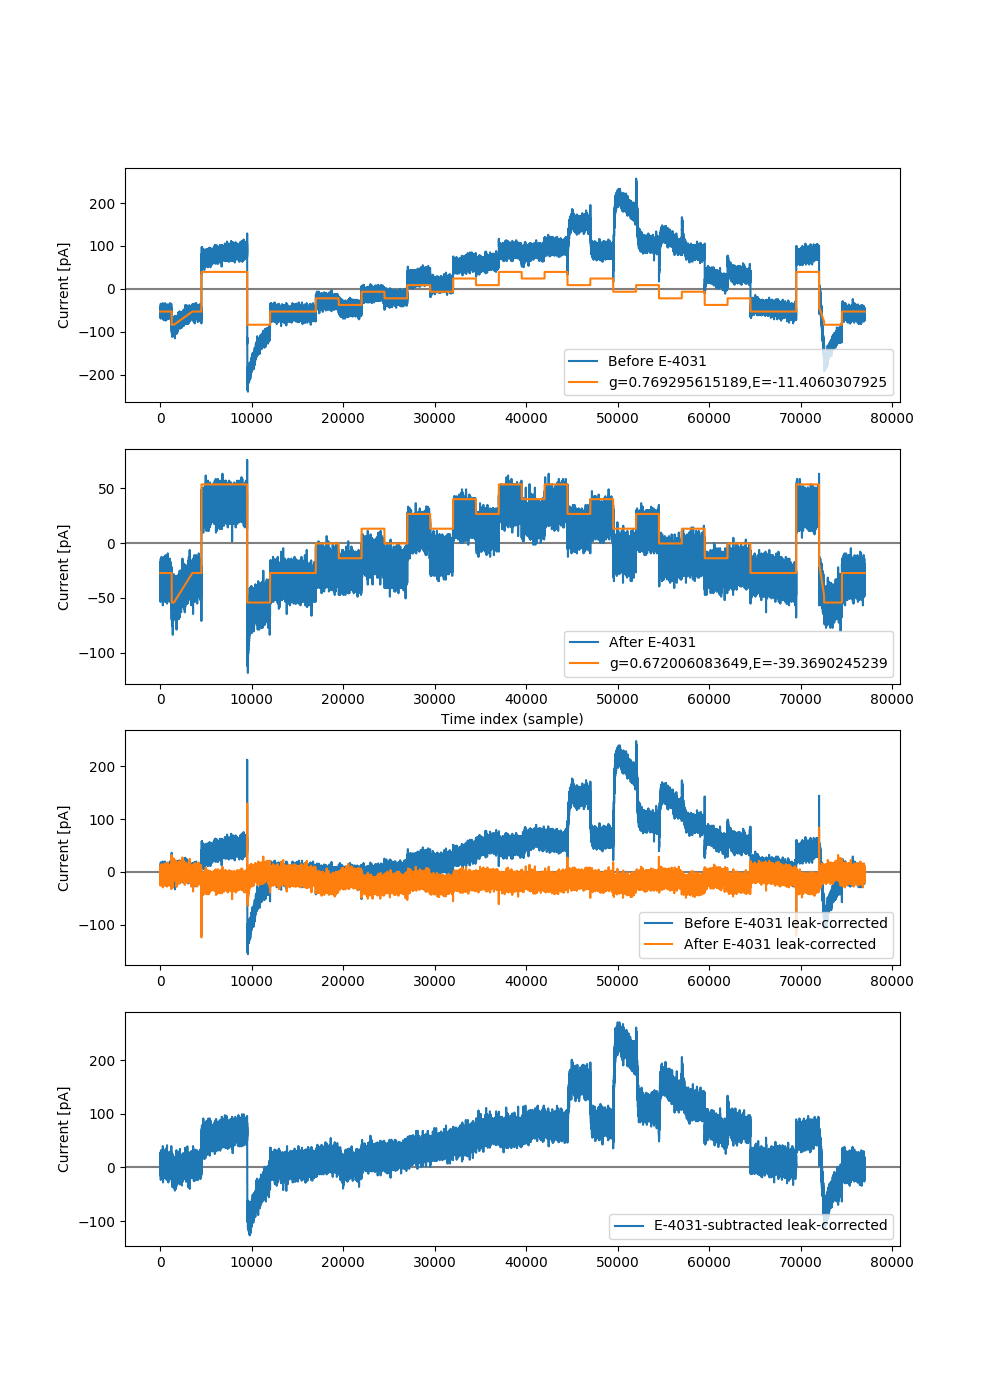 200
100
0
−100
−200
Current [pA]
Before E-4031
g=0.769295615189,E=-11.4060307925
0 10000 20000 30000 40000 50000 60000 70000 80000
50
0
−50
−100
Current [pA]
After E-4031
g=0.672006083649,E=-39.3690245239
0 10000 20000 30000 40000 50000 60000 70000 80000
Time index (sample)
200
100
0
−100
Current [pA]
Before E-4031 leak-corrected
After E-4031 leak-corrected
0 10000 20000 30000 40000 50000 60000 70000 80000
200
100
0
−100
Current [pA]
E-4031-subtracted leak-corrected
0 10000 20000 30000 40000 50000 60000 70000 80000